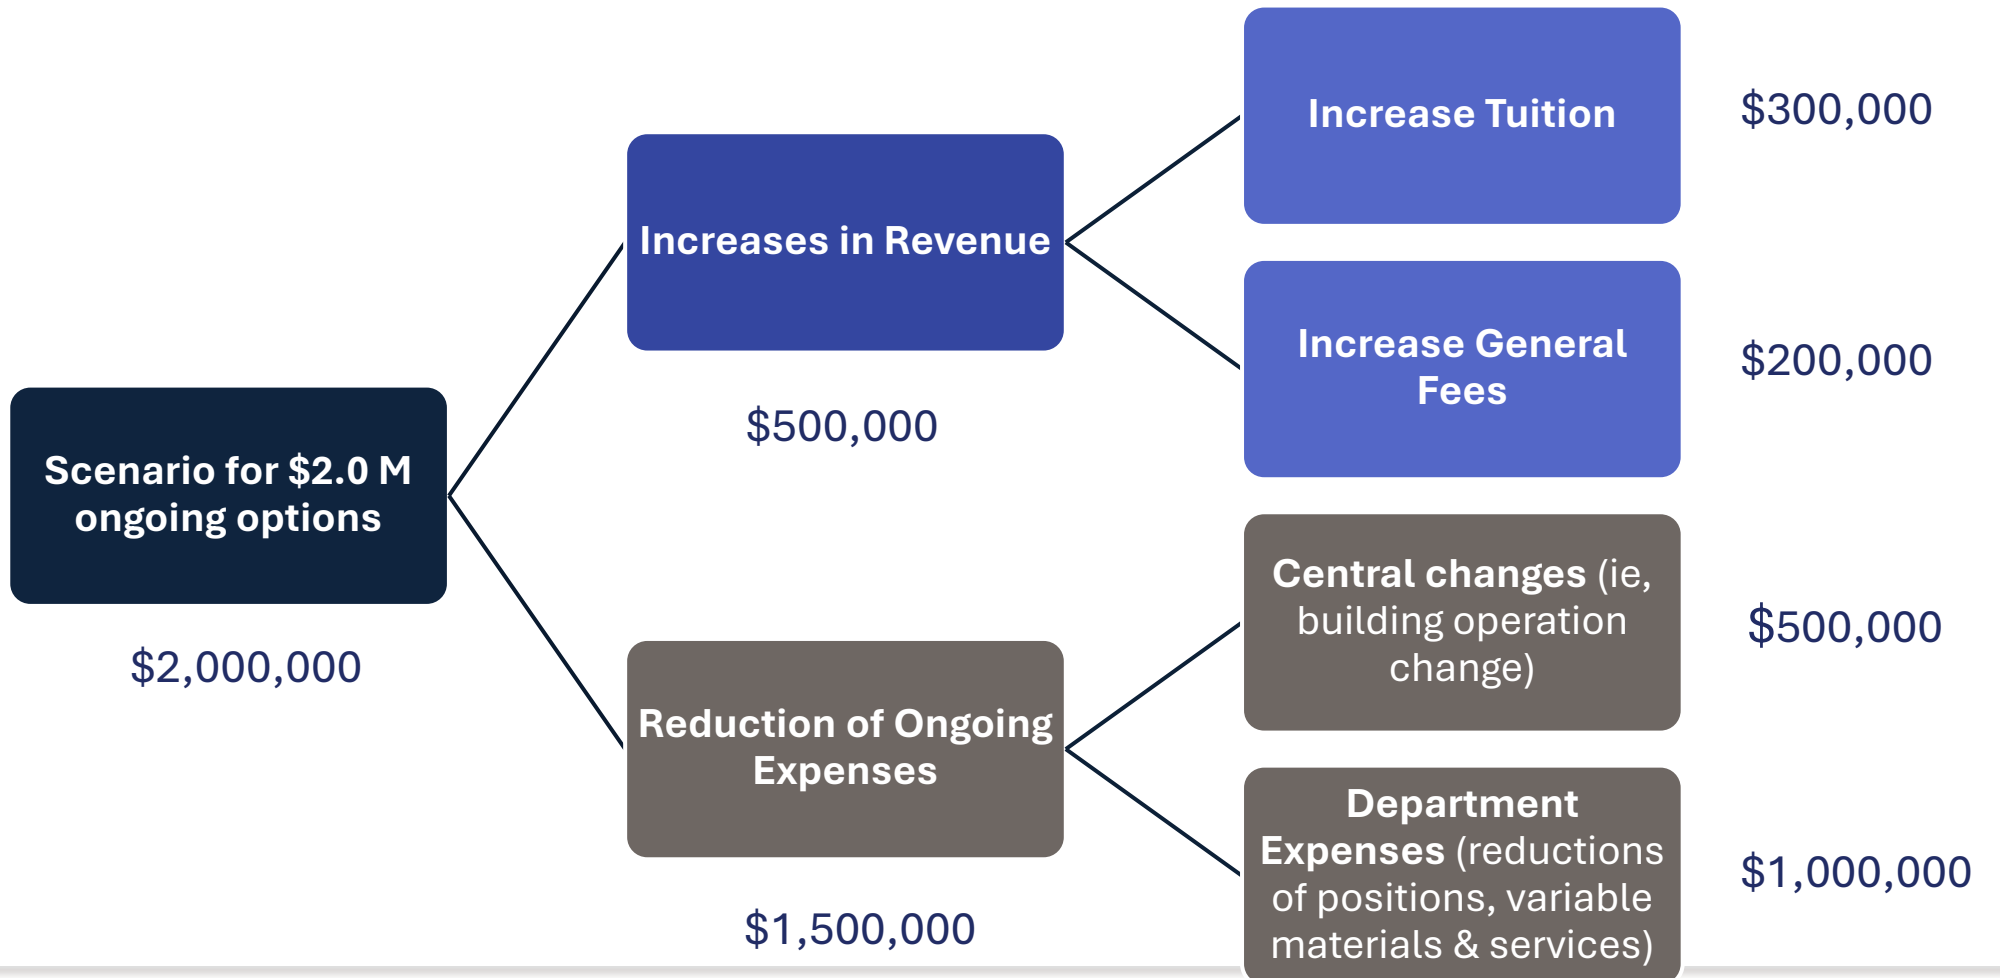 Scenario for $2.0 M
ongoing options
$2,000,000
Increases in Revenue
$500,000
Increase Tuition
$300,000
Increase General
Fees
$200,000
Reduction of Ongoing
Expenses
$1,500,000
Central changes (ie,
building operation
change)
$500,000
Department
Expenses (reductions
of positions, variable
materials & services)
$1,000,000